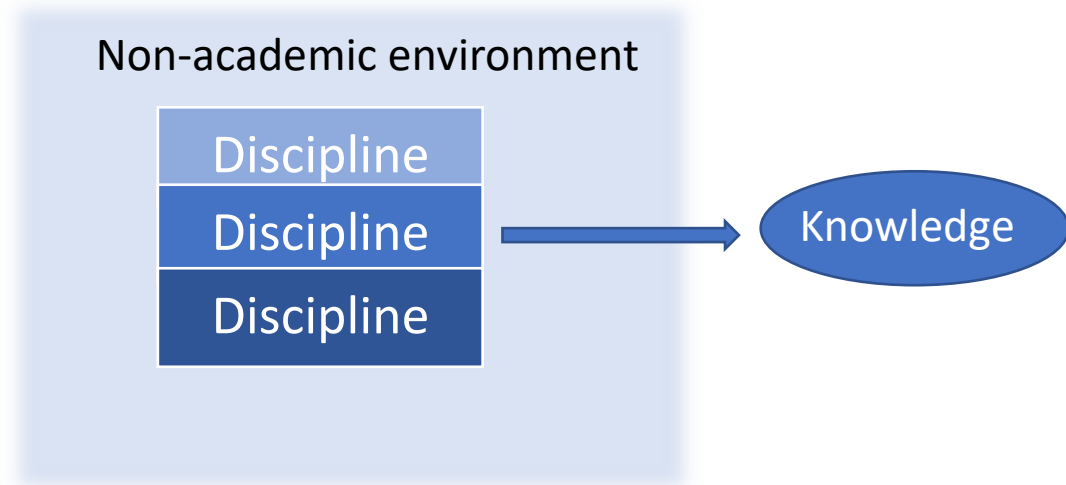 Non-academic environment
Discipline
Discipline
Knowledge
Discipline